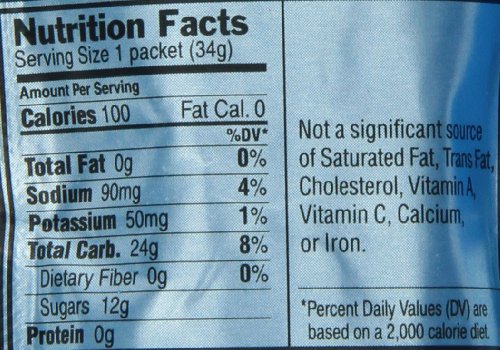 Nutrition Facts
Serving Size 1 packet (34g)
Amount Per Serving
Calories 100 Fat Cal. 0
%DV*
Total Fat 0g 0%
Sodium 90mg 4%
Potassium 50mg 1%
Total Carb. 24g 8%
Dietary Fiber 0g 0%
Sugars 12g
Protein 0g
Not a significant source
of Saturated Fat, Trans Fat,
Cholesterol, Vitamin A,
Vitamin C, Calcium,
or Iron.
*Percent Daily Values (DV) are
based on a 2,000 calorie diet.